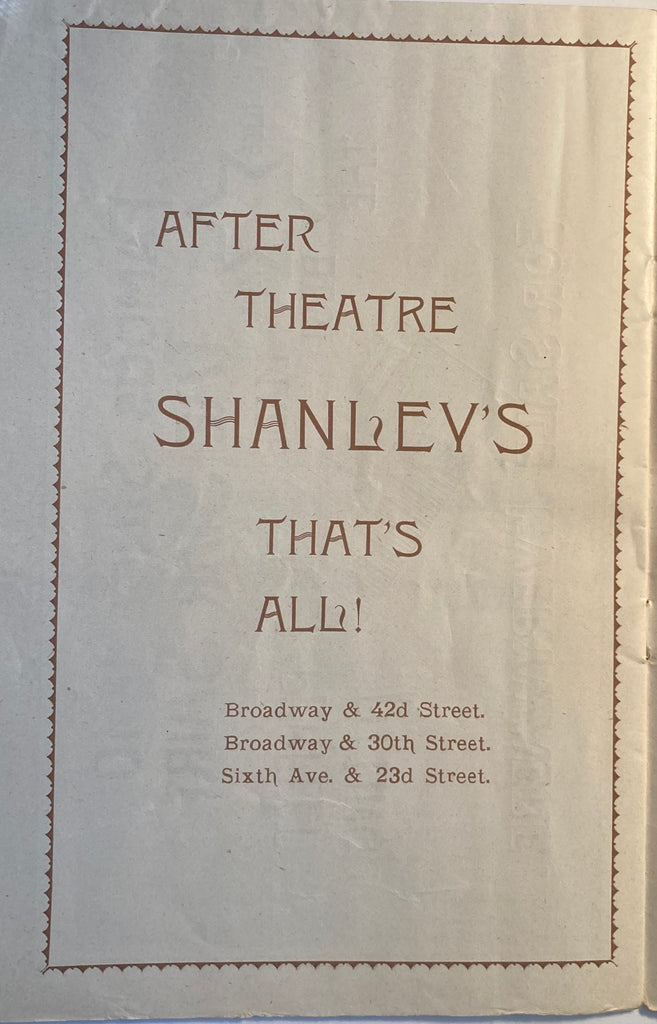 AFTER
THEATRE
SHANLEY'S
THAT'S
ALL!
Broadway & 42d Street.
Broadway & 30th Street.
Sixth Ave. & 23d Street.